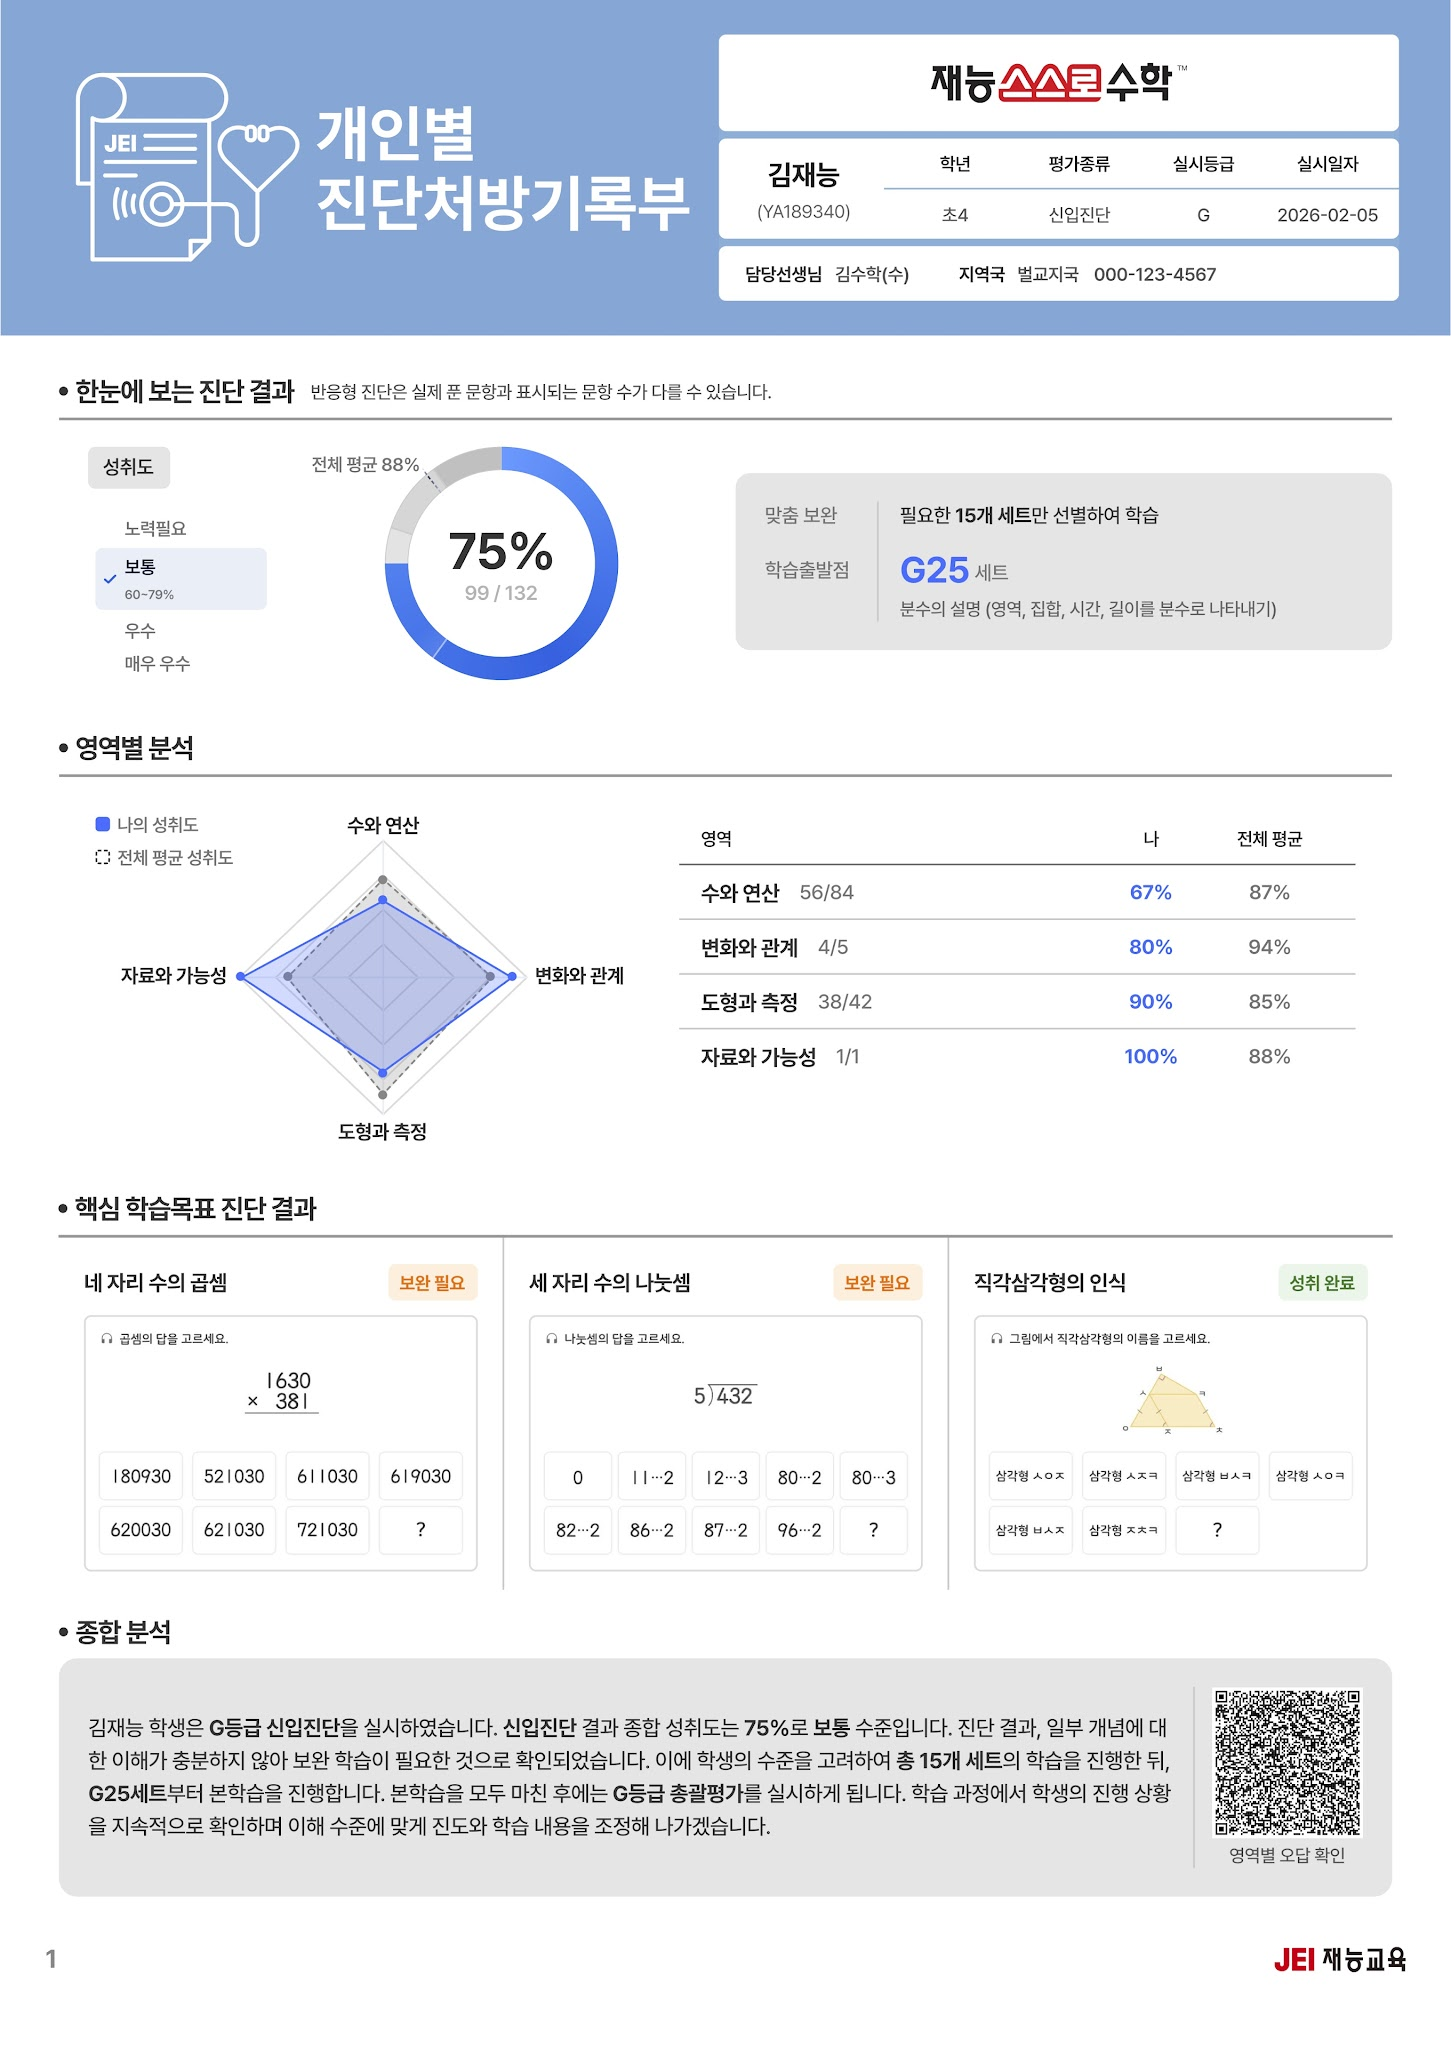 JEI
개인별
진단처방기록부
재능스스로수학™
김재능
(YA189340)
학년 평가종류 실시등급 실시일자
초4 신입진단 G 2026-02-05
담당선생님 김수학(수) 지역국 벌교지국 000-123-4567
• 한눈에 보는 진단 결과 반응형 진단은 실제 푼 문항과 표시되는 문항 수가 다를 수 있습니다.
성취도
노력필요
보통
60~79%
우수
매우 우수
전체 평균 88%
75%
99 / 132
맞춤 보완 필요한 15개 세트만 선별하여 학습
학습출발점 G25 세트
분수의 설명 (영역, 집합, 시간, 길이를 분수로 나타내기)
• 영역별 분석
나의 성취도
전체 평균 성취도
수와 연산
자료와 가능성
변화와 관계
도형과 측정
영역 나 전체 평균
수와 연산 56/84 67% 87%
변화와 관계 4/5 80% 94%
도형과 측정 38/42 90% 85%
자료와 가능성 1/1 100% 88%
• 핵심 학습목표 진단 결과
네 자리 수의 곱셈 보완 필요
곱셈의 답을 고르세요.
1630
× 381
180930 521030 611030 619030
620030 621030 721030 ?
세 자리 수의 나눗셈 보완 필요
나눗셈의 답을 고르세요.
5)432
0 11···2 12···3 80···2 80···3
82···2 86···2 87···2 96···2 ?
직각삼각형의 인식 성취 완료
그림에서 직각삼각형의 이름을 고르세요.
ㅂ
ㅅ ㅋ
ㅇ ㅈ ㅊ
삼각형 ㅅㅇㅈ 삼각형 ㅅㅈㅋ 삼각형 ㅂㅅㅋ 삼각형 ㅅㅇㅋ
삼각형 ㅂㅅㅈ 삼각형 ㅈㅊㅋ ?
• 종합 분석
김재능 학생은 G등급 신입진단을 실시하였습니다. 신입진단 결과 종합 성취도는 75%로 보통 수준입니다. 진단 결과, 일부 개념에 대
한 이해가 충분하지 않아 보완 학습이 필요한 것으로 확인되었습니다. 이에 학생의 수준을 고려하여 총 15개 세트의 학습을 진행한 뒤,
G25세트부터 본학습을 진행합니다. 본학습을 모두 마친 후에는 G등급 총괄평가를 실시하게 됩니다. 학습 과정에서 학생의 진행 상황
을 지속적으로 확인하며 이해 수준에 맞게 진도와 학습 내용을 조정해 나가겠습니다.
영역별 오답 확인
1
JEI 재능교육